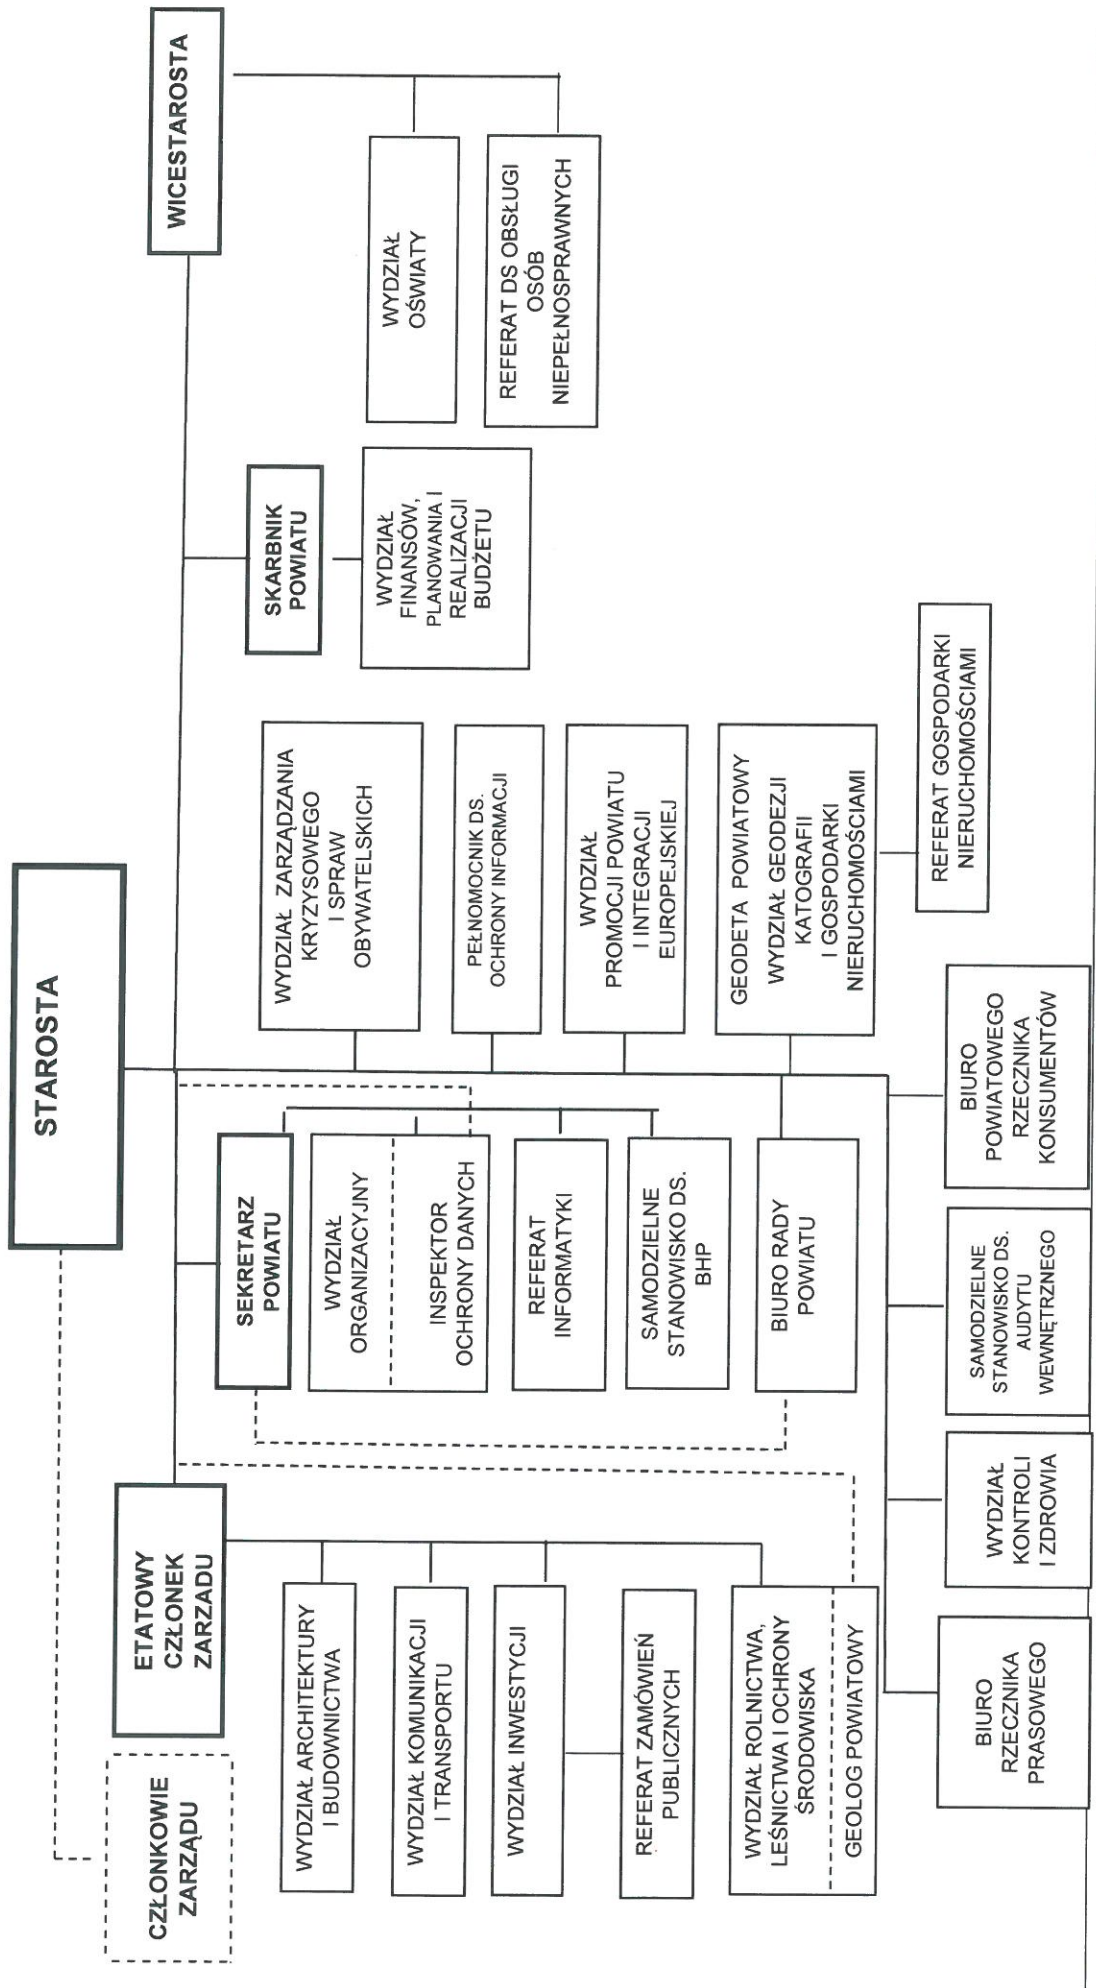 STAROSTA
CZŁONKOWIE
ZARZĄDU
ETATOWY
CZŁONEK
ZARZADU
WICESTAROSTA
SEKRETARZ
POWIATU
SKARBNIK
POWIATU
WYDZIAŁ ARCHITEKTURY
I BUDOWNICTWA
WYDZIAŁ KOMUNIKACJI
I TRANSPORTU
WYDZIAŁ INWESTYCJI
REFERAT ZAMÓWIEŃ
PUBLICZNYCH
WYDZIAŁ ROLNICTWA,
LEŚNICTWA I OCHRONY
ŚRODOWISKA
GEOLOG POWIATOWY
WYDZIAŁ
ORGANIZACYJNY
INSPEKTOR
OCHRONY DANYCH
REFERAT
INFORMATYKI
SAMODZIELNE
STANOWISKO DS.
BHP
BIURO RADY
POWIATU
WYDZIAŁ ZARZĄDZANIA
KRYZYSOWEGO
I SPRAW
OBYWATELSKICH
PEŁNOMOCNIK DS.
OCHRONY INFORMACJI
WYDZIAŁ
PROMOCJI POWIATU
I INTEGRACJI
EUROPEJSKIEJ
GEODETA POWIATOWY
WYDZIAŁ GEODEZJI
KATOGRAFII
I GOSPODARKI
NIERUCHOMOŚCIAMI
REFERAT GOSPODARKI
NIERUCHOMOŚCIAMI
WYDZIAŁ
FINANSÓW,
PLANOWANIA I
REALIZACJI
BUDŻETU
WYDZIAŁ
OŚWIATY
REFERAT DS OBSŁUGI
OSÓB
NIEPEŁNOSPRAWNYCH
BIURO
RZECZNIKA
PRASOWEGO
WYDZIAŁ
KONTROLI
I ZDROWIA
SAMODZIELNE
STANOWISKO DS.
AUDYTU
WEWNĘTRZNEGO
BIURO
POWIATOWEGO
RZECZNIKA
KONSUMENTÓW